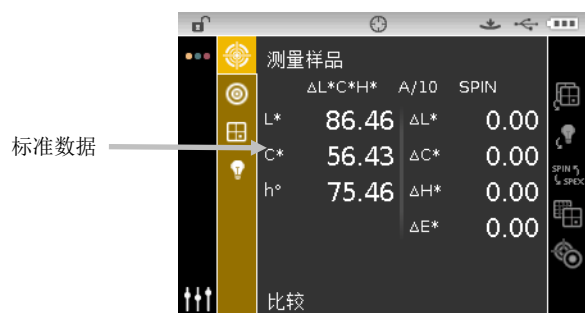 测量样品
ΔL*C*H* A/10 SPIN
L* 86.46 ΔL* 0.00
标准数据
C* 56.43 ΔC* 0.00
SPIN
SPEX
h° 75.46 ΔH* 0.00
ΔE* 0.00
比较